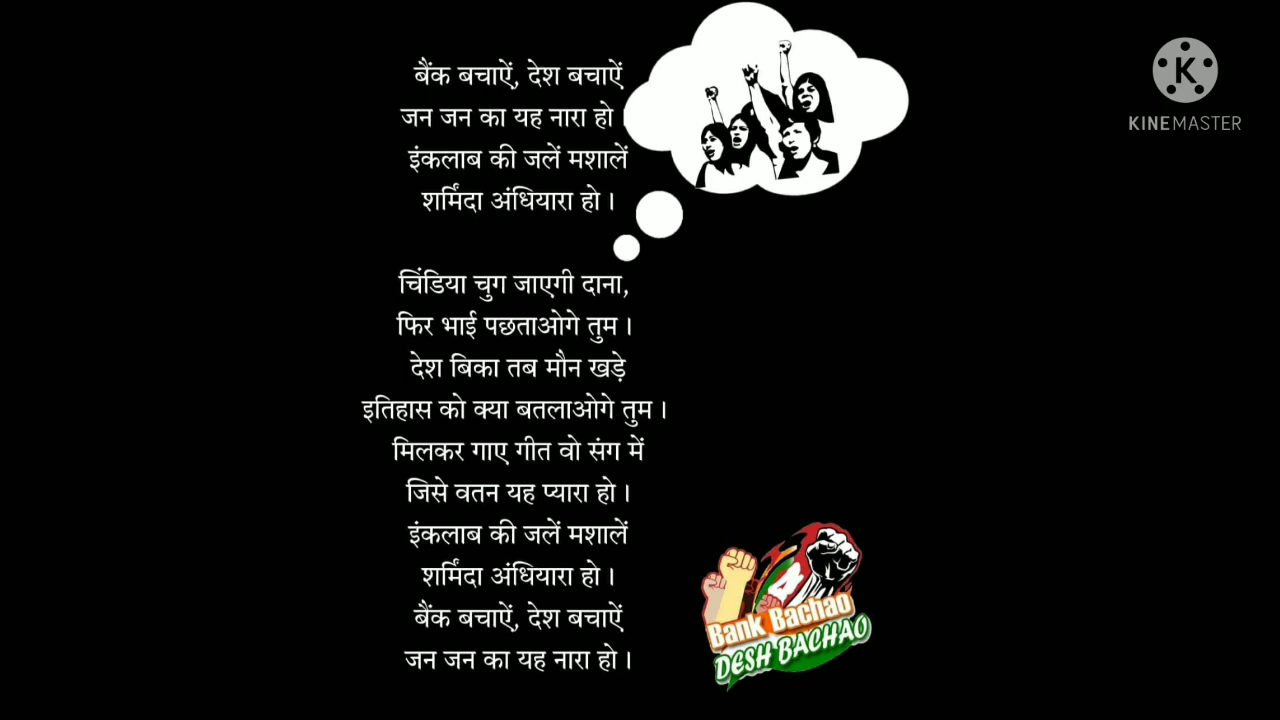 बैंक बचाऐं, देश बचाऐं
जन जन का यह नारा हो
इंकलाब की जलें मशालें
शर्मिंदा अंधियारा हो।
चिंडिया चुग जाएगी दाना,
फिर भाई पछताओगे तुम।
देश बिका तब मौन खड़े
इतिहास को क्या बतलाओगे तुम।
मिलकर गाए गीत वो संग में
जिसे वतन यह प्यारा हो।
इंकलाब की जलें मशालें
शर्मिंदा अंधियारा हो।
बैंक बचाऐं, देश बचाऐं
जन जन का यह नारा हो।
K
KINEMASTER
Bank Bachao
DESH BACHAO